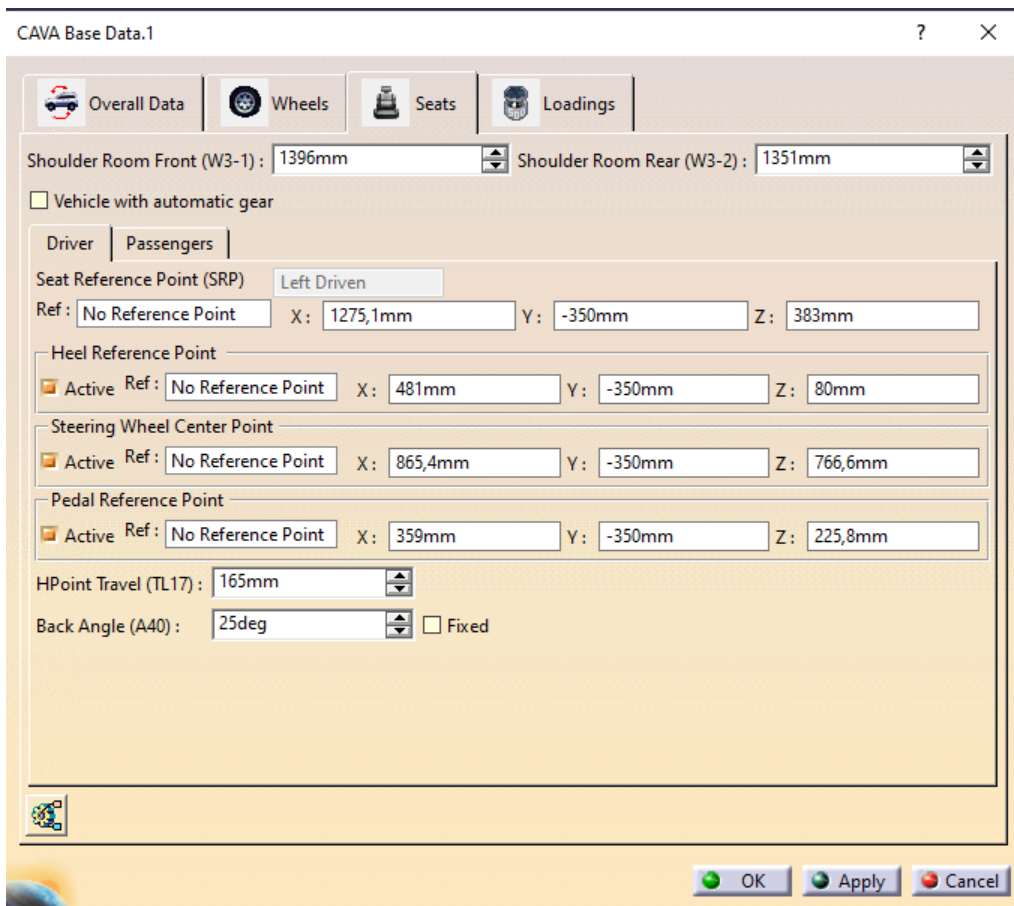 CAVA Base Data.1 ? ×
Overall Data Wheels Seats Loadings
Shoulder Room Front (W3-1) : 1396mm Shoulder Room Rear (W3-2) : 1351mm
Vehicle with automatic gear
Driver Passengers
Seat Reference Point (SRP) Left Driven
Ref : No Reference Point X : 1275,1mm Y : -350mm Z : 383mm
Heel Reference Point
Active Ref : No Reference Point X : 481mm Y : -350mm Z : 80mm
Steering Wheel Center Point
Active Ref : No Reference Point X : 865,4mm Y : -350mm Z : 766,6mm
Pedal Reference Point
Active Ref : No Reference Point X : 359mm Y : -350mm Z : 225,8mm
HPoint Travel (TL17) : 165mm
Back Angle (A40) : 25deg Fixed
OK Apply Cancel